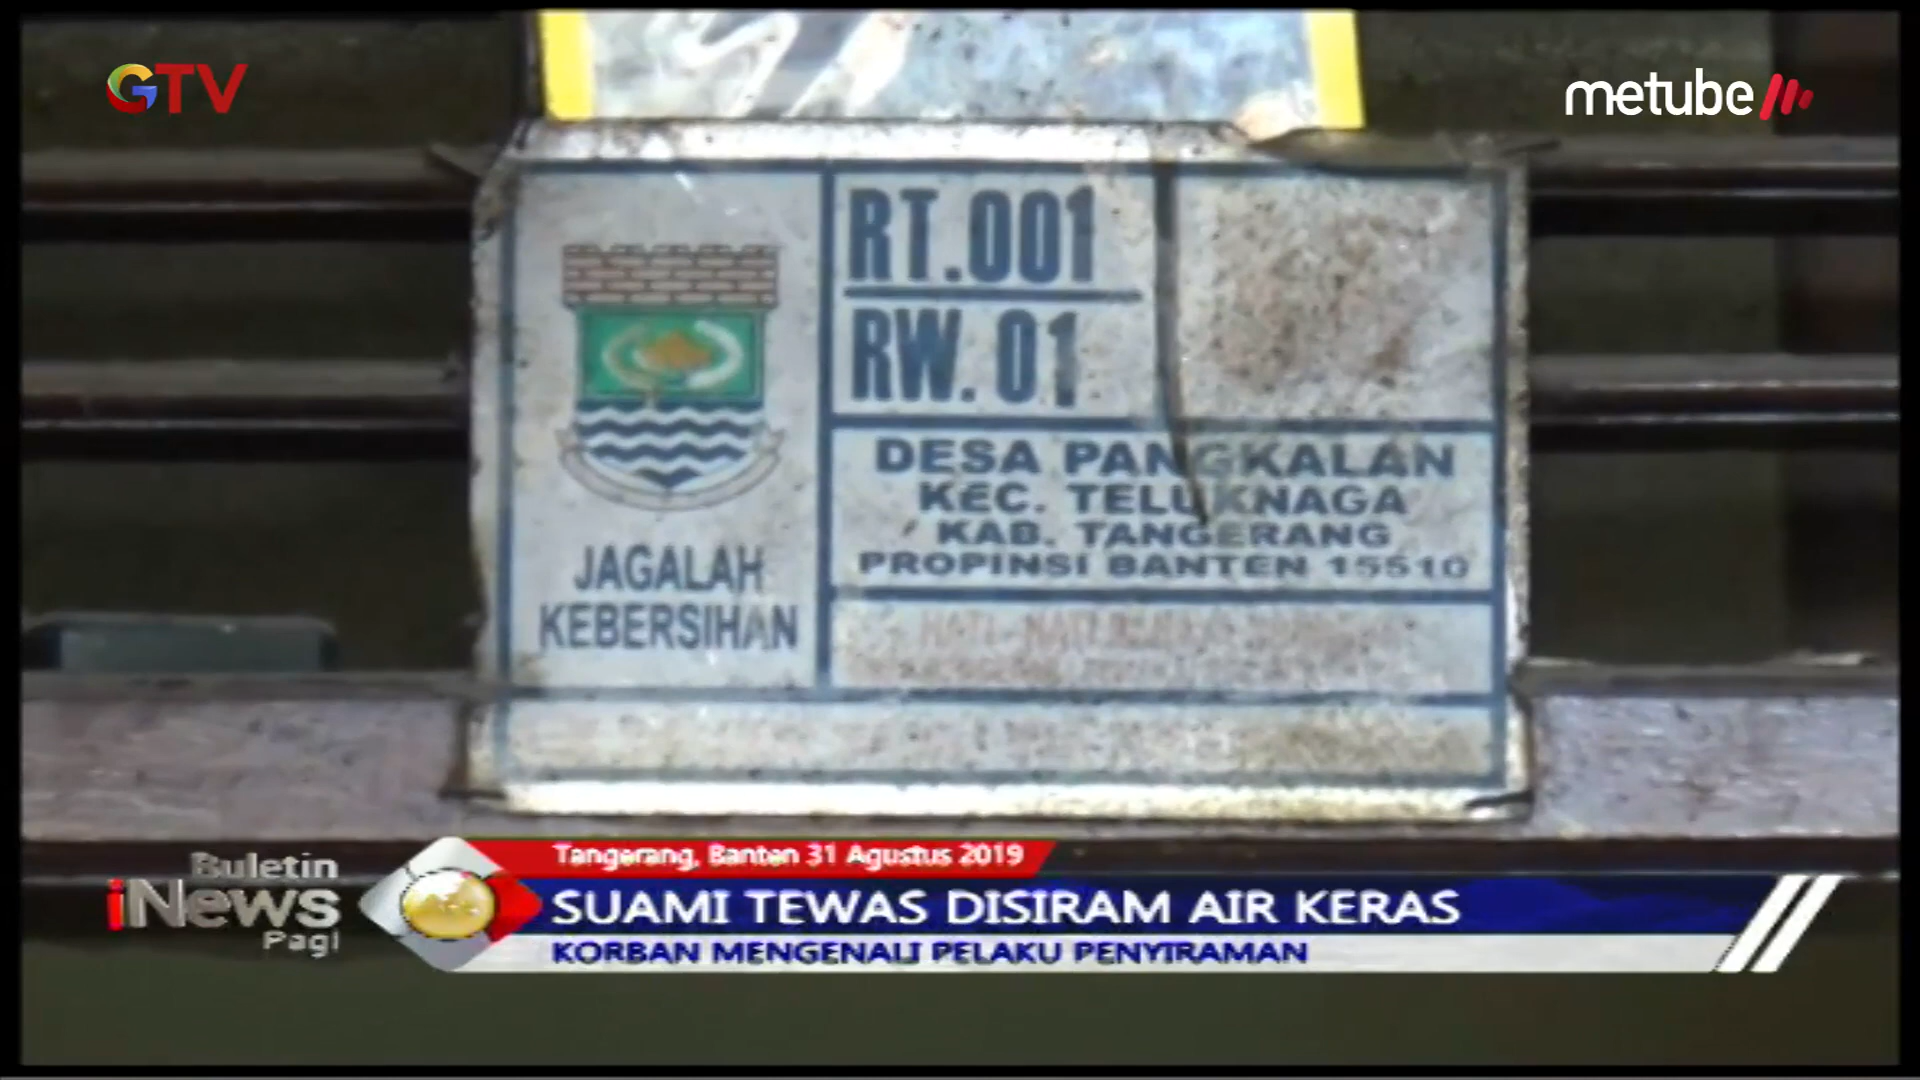 GTV
metube
RT.001
RW. 01
DESA PANGKALAN
KEC. TELUKNAGA
KAB. TANGERANG
PROPINSI BANTEN 15510
JAGALAH
KEBERSIHAN
Buletin
iNews
Pagi
Tangerang, Banten 31 Agustus 2019
SUAMI TEWAS DISIRAM AIR KERAS
KORBAN MENGENALI PELAKU PENYIRAMAN